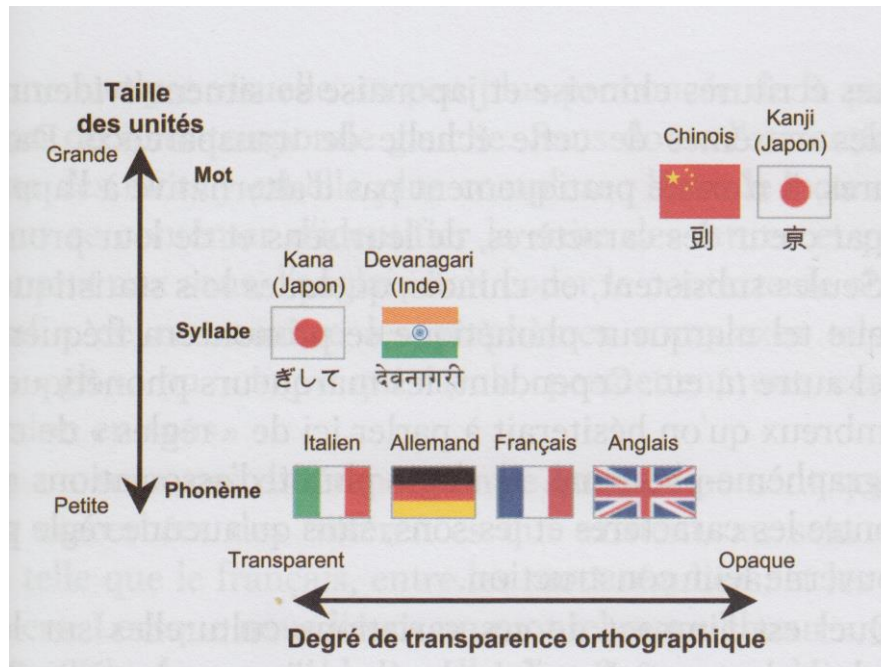 Taille
des unités
Grande
Mot
Chinois
Kanji
(Japon)
到
京
Kana
(Japon)
Devanagari
(Inde)
Syllabe
ぎして
देवनागरी
Italien
Allemand
Français
Anglais
Phonème
Petite
Transparent
Opaque
Degré de transparence orthographique